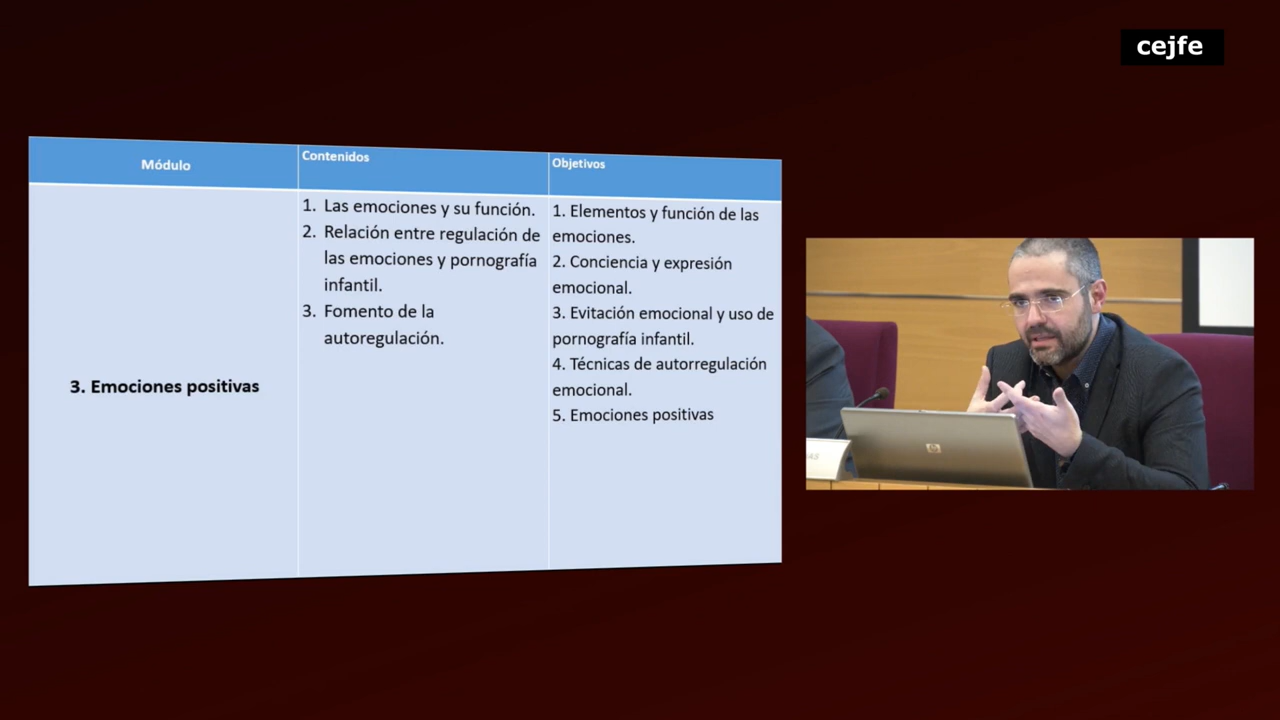 cejfe
Módulo
Contenidos
Objetivos
3. Emociones positivas
1. Las emociones y su función.
2. Relación entre regulación de
las emociones y pornografía
infantil.
3. Fomento de la
autoregulación.
1. Elementos y función de las
emociones.
2. Conciencia y expresión
emocional.
3. Evitación emocional y uso de
pornografía infantil.
4. Técnicas de autorregulación
emocional.
5. Emociones positivas
hp